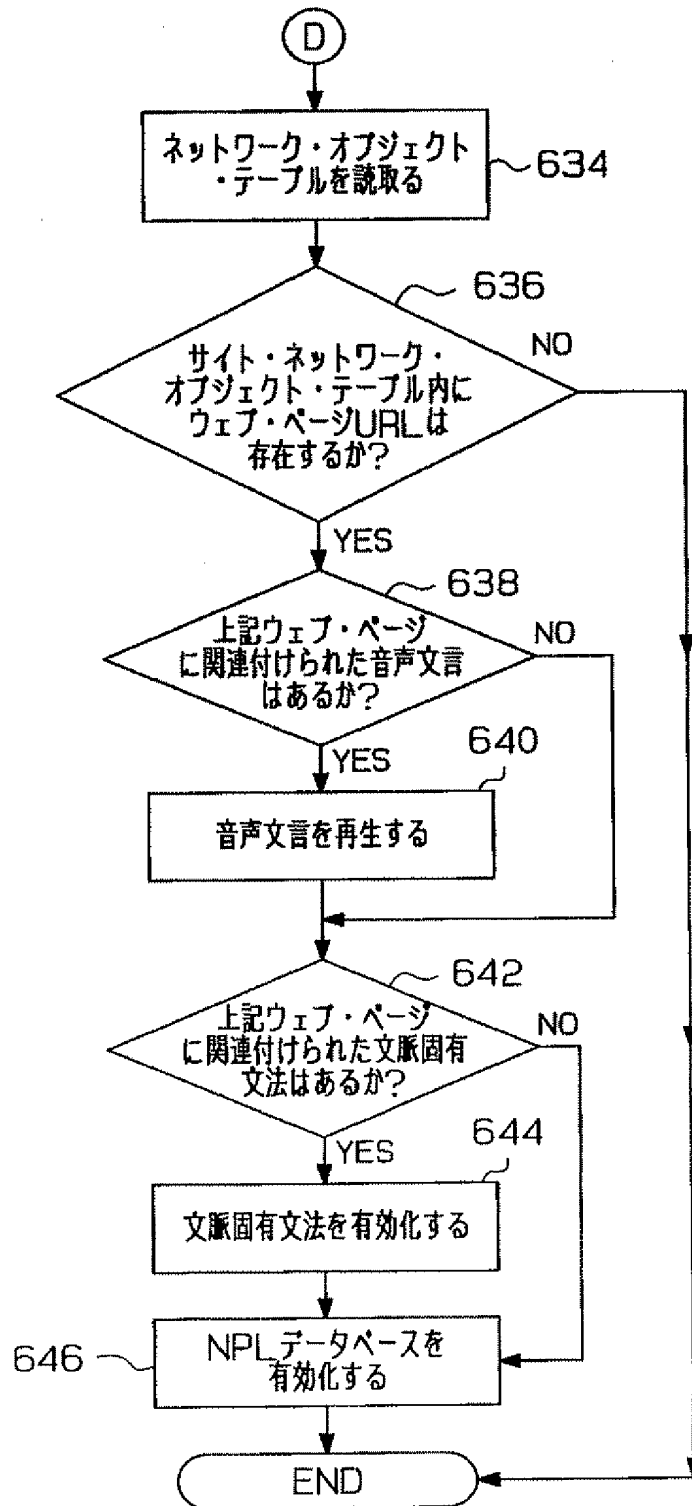 D
ネットワーク・オブジェクト
・テーブルを読取る
634
636
サイト・ネットワーク・
オブジェクト・テーブル内に
ウェブ・ページURLは
存在するか?
NO
YES
638
上記ウェブ・ページ
に関連付けられた音声文言
はあるか?
NO
YES
640
音声文言を再生する
642
上記ウェブ・ページ
に関連付けられた文脈固有
文法はあるか?
NO
YES
644
文脈固有文法を有効化する
646
NPLデータベースを
有効化する
END